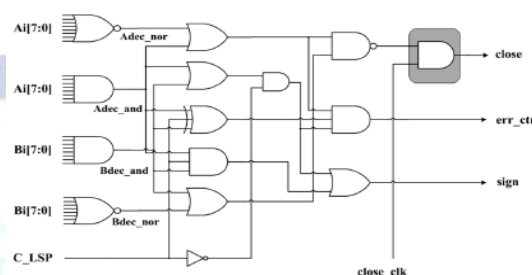 Ai[7:0]
Adec_nor
Ai[7:0]
close
Adec_and
err_ctr
Bi[7:0]
Bdec_and
sign
Bi[7:0]
Bdec_nor
C_LSP
close_clk